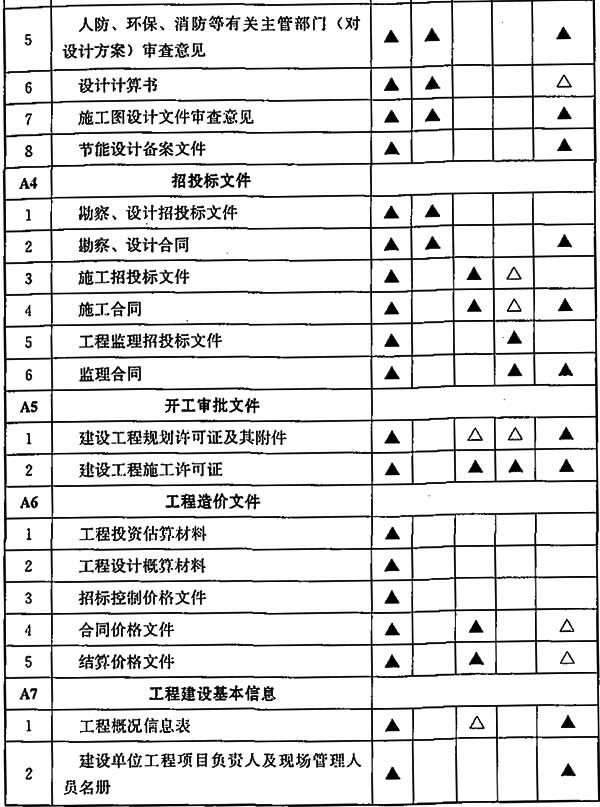 5 人防、环保、消防等有关主管部门（对 ▲ ▲ ▲
设计方案）审查意见
6 设计计算书 ▲ ▲ △
7 施工图设计文件审查意见 ▲ ▲ ▲
8 节能设计备案文件 ▲ ▲
A4 招投标文件
1 勘察、设计招投标文件 ▲ ▲
2 勘察、设计合同 ▲ ▲ ▲
3 施工招投标文件 ▲ ▲ △
4 施工合同 ▲ ▲ △ ▲
5 工程监理招投标文件 ▲ ▲
6 监理合同 ▲ ▲ ▲
A5 开工审批文件
1 建设工程规划许可证及其附件 ▲ △ △ ▲
2 建设工程施工许可证 ▲ ▲ ▲ ▲
A6 工程造价文件
1 工程投资估算材料 ▲
2 工程设计概算材料 ▲
3 招标控制价格文件 ▲
4 合同价格文件 ▲ ▲ △
5 结算价格文件 ▲ ▲ △
A7 工程建设基本信息
1 工程概况信息表 ▲ △ ▲
2 建设单位工程项目负责人及现场管理人 ▲ ▲
员名册